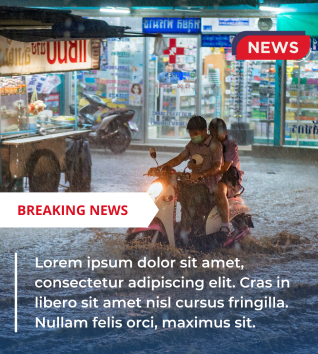 NEWS
BREAKING NEWS
Lorem ipsum dolor sit amet,
consectetur adipiscing elit. Cras in
libero sit amet nisl cursus fringilla.
Nullam felis orci, maximus sit.